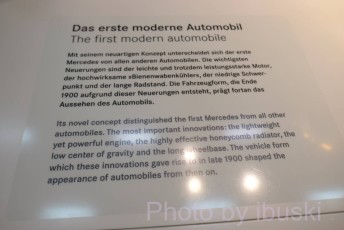 Das erste moderne Automobil
The first modern automobile
Mit seinem neuartigen Konzept unterscheidet sich der erste
Mercedes von allen anderen Automobilen. Die wichtigsten
Neuerungen sind der leichte und trotzdem leistungsstarke Motor,
der hochwirksame »Bienenwabenkühler«, der niedrige Schwer-
punkt und der lange Radstand. Die Fahrzeugform, die Ende
1900 aufgrund dieser Neuerungen entsteht, prägt fortan das
Aussehen des Automobils.
Its novel concept distinguished the first Mercedes from all other
automobiles. The most important innovations: the lightweight
yet powerful engine, the highly effective honeycomb radiator, the
low center of gravity and the long wheelbase. The vehicle form
which these innovations gave rise to in late 1900 shaped the
appearance of automobiles from then on.
Photo by ibuski